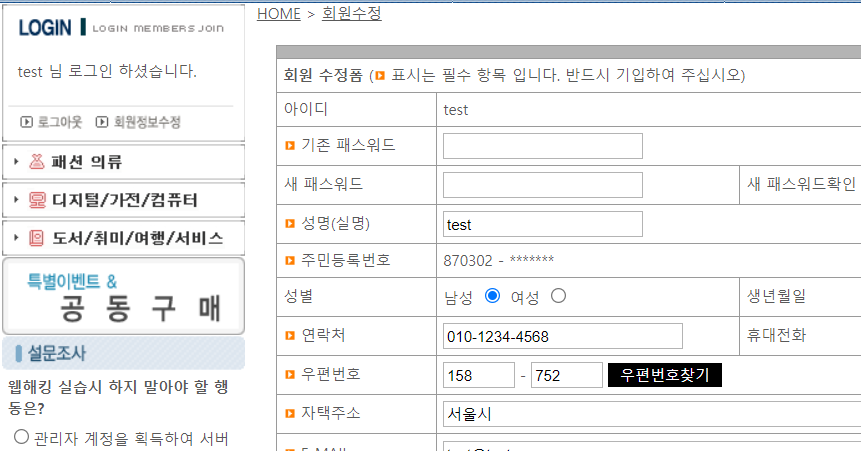 LOGIN LOGIN MEMBERS JOIN
test 님 로그인 하셨습니다.
로그아웃 회원정보수정
패션 의류
디지털/가전/컴퓨터
도서/취미/여행/서비스
특별이벤트 &
공동구매
설문조사
웹해킹 실습시 하지 말아야 할 행
동은?
관리자 계정을 획득하여 서버
HOME > 회원수정
회원 수정폼 ( 표시는 필수 항목 입니다. 반드시 기입하여 주십시오)
아이디 test
기존 패스워드
새 패스워드 새 패스워드확인
성명(실명) test
주민등록번호 870302 - *******
성별 남성 여성 생년월일
연락처 010-1234-4568 휴대전화
우편번호 158 - 752 우편번호찾기
자택주소 서울시